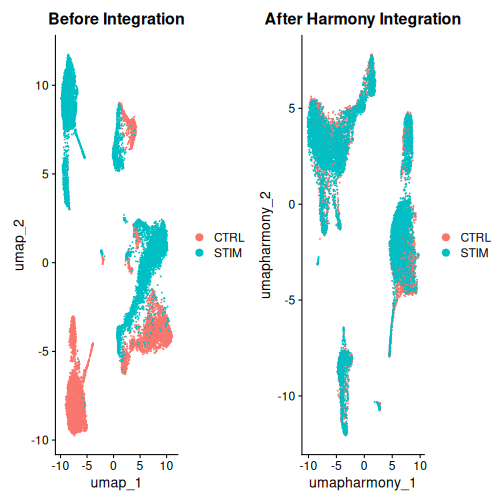 Before Integration
After Harmony Integration
10
5
0
-5
-10
umap_2
-10 -5 0 5 10
umap_1
CTRL
STIM
5
0
-5
-10
umapharmony_2
-10 -5 0 5 10
umapharmony_1
CTRL
STIM